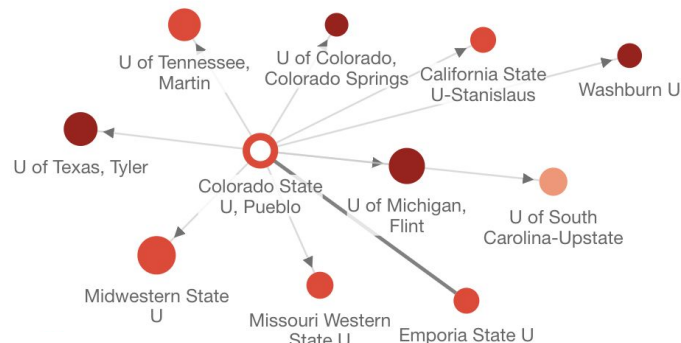 U of Tennessee,
Martin
U of Colorado,
Colorado Springs
California State
U-Stanislaus
Washburn U
U of Texas, Tyler
Colorado State
U, Pueblo
U of Michigan,
Flint
U of South
Carolina-Upstate
Midwestern State
U
Missouri Western
State U
Emporia State U